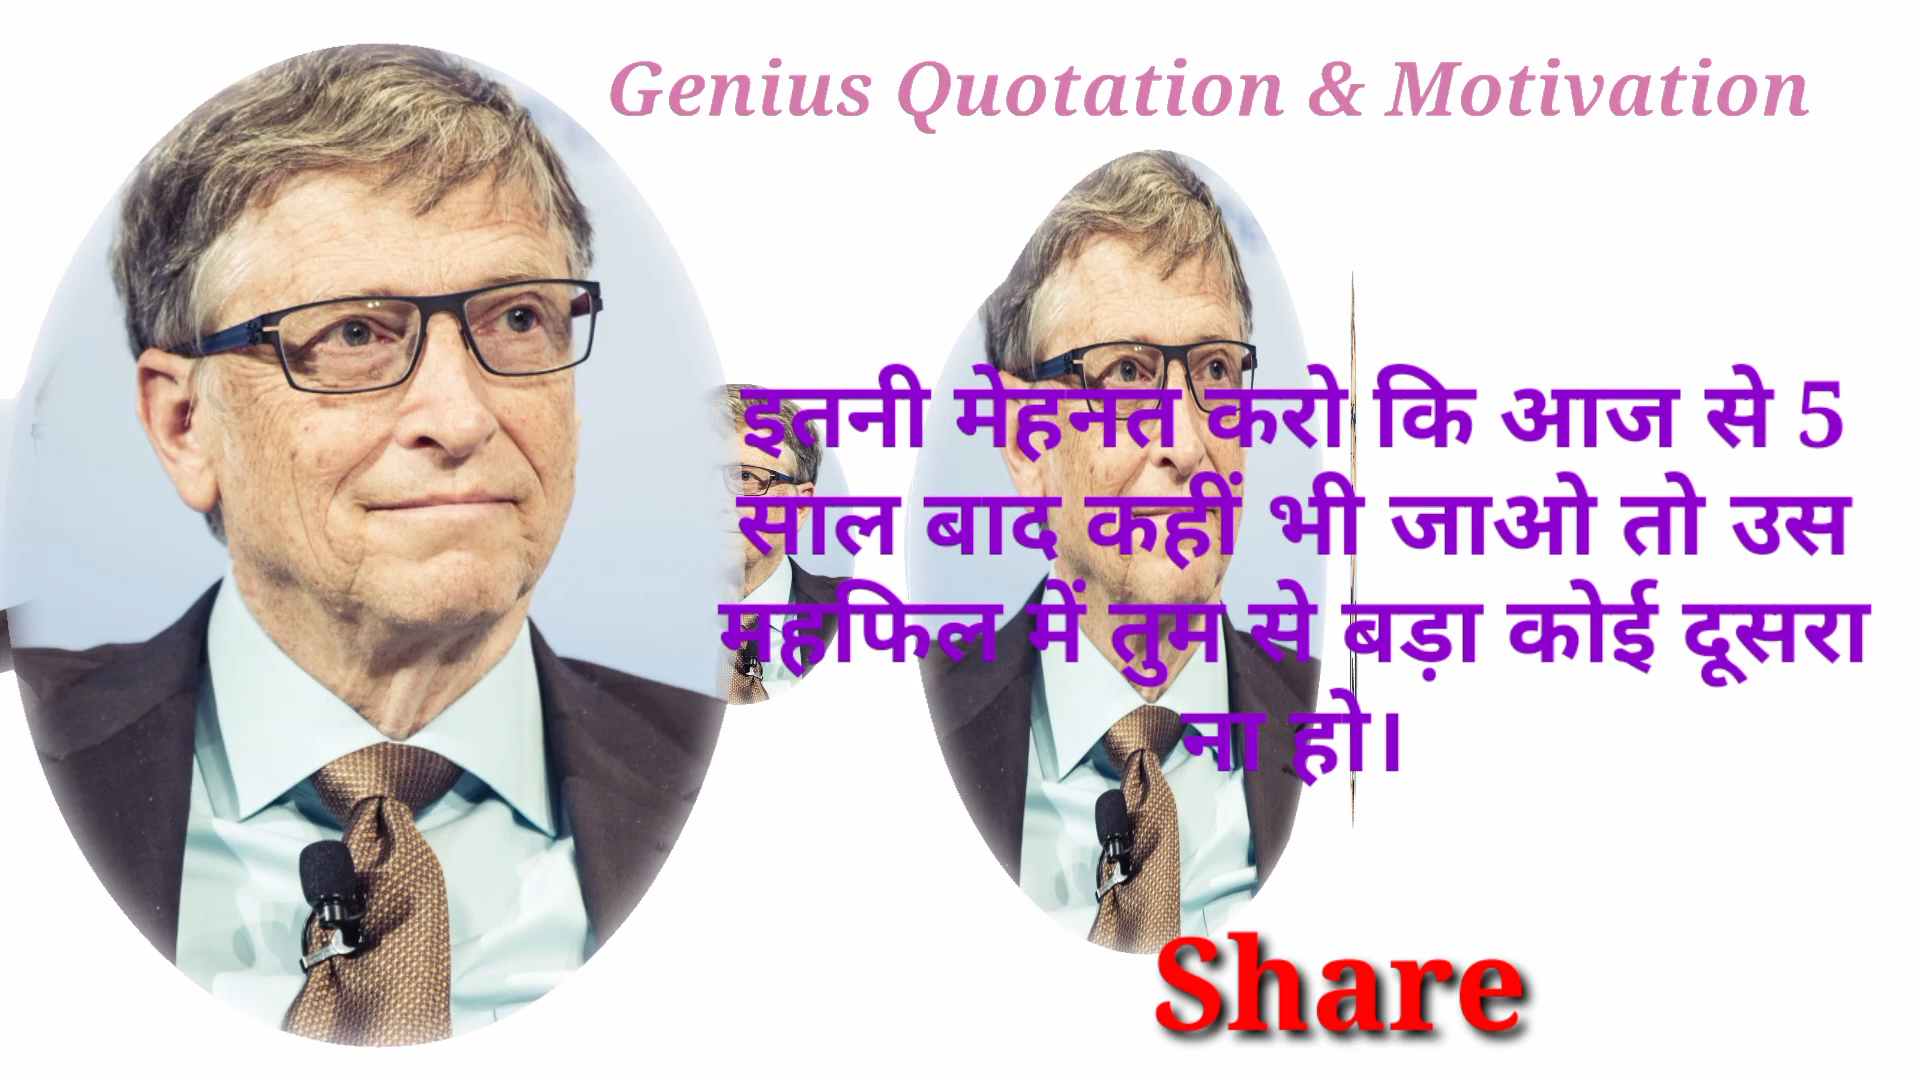 Genius Quotation & Motivation
इतनी मेहनत करो कि आज से 5
साल बाद कहीं भी जाओ तो उस
महफिल में तुम से बड़ा कोई दूसरा
ना हो।
Share